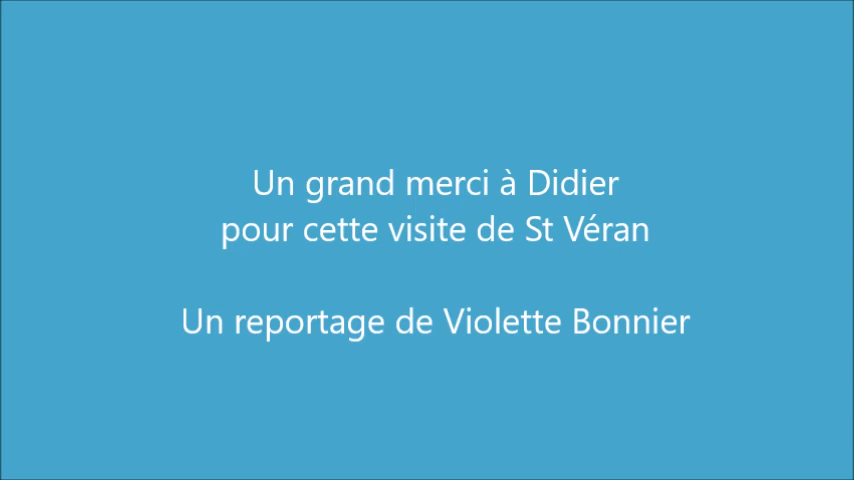 Un grand merci à Didier
pour cette visite de St Véran
Un reportage de Violette Bonnier